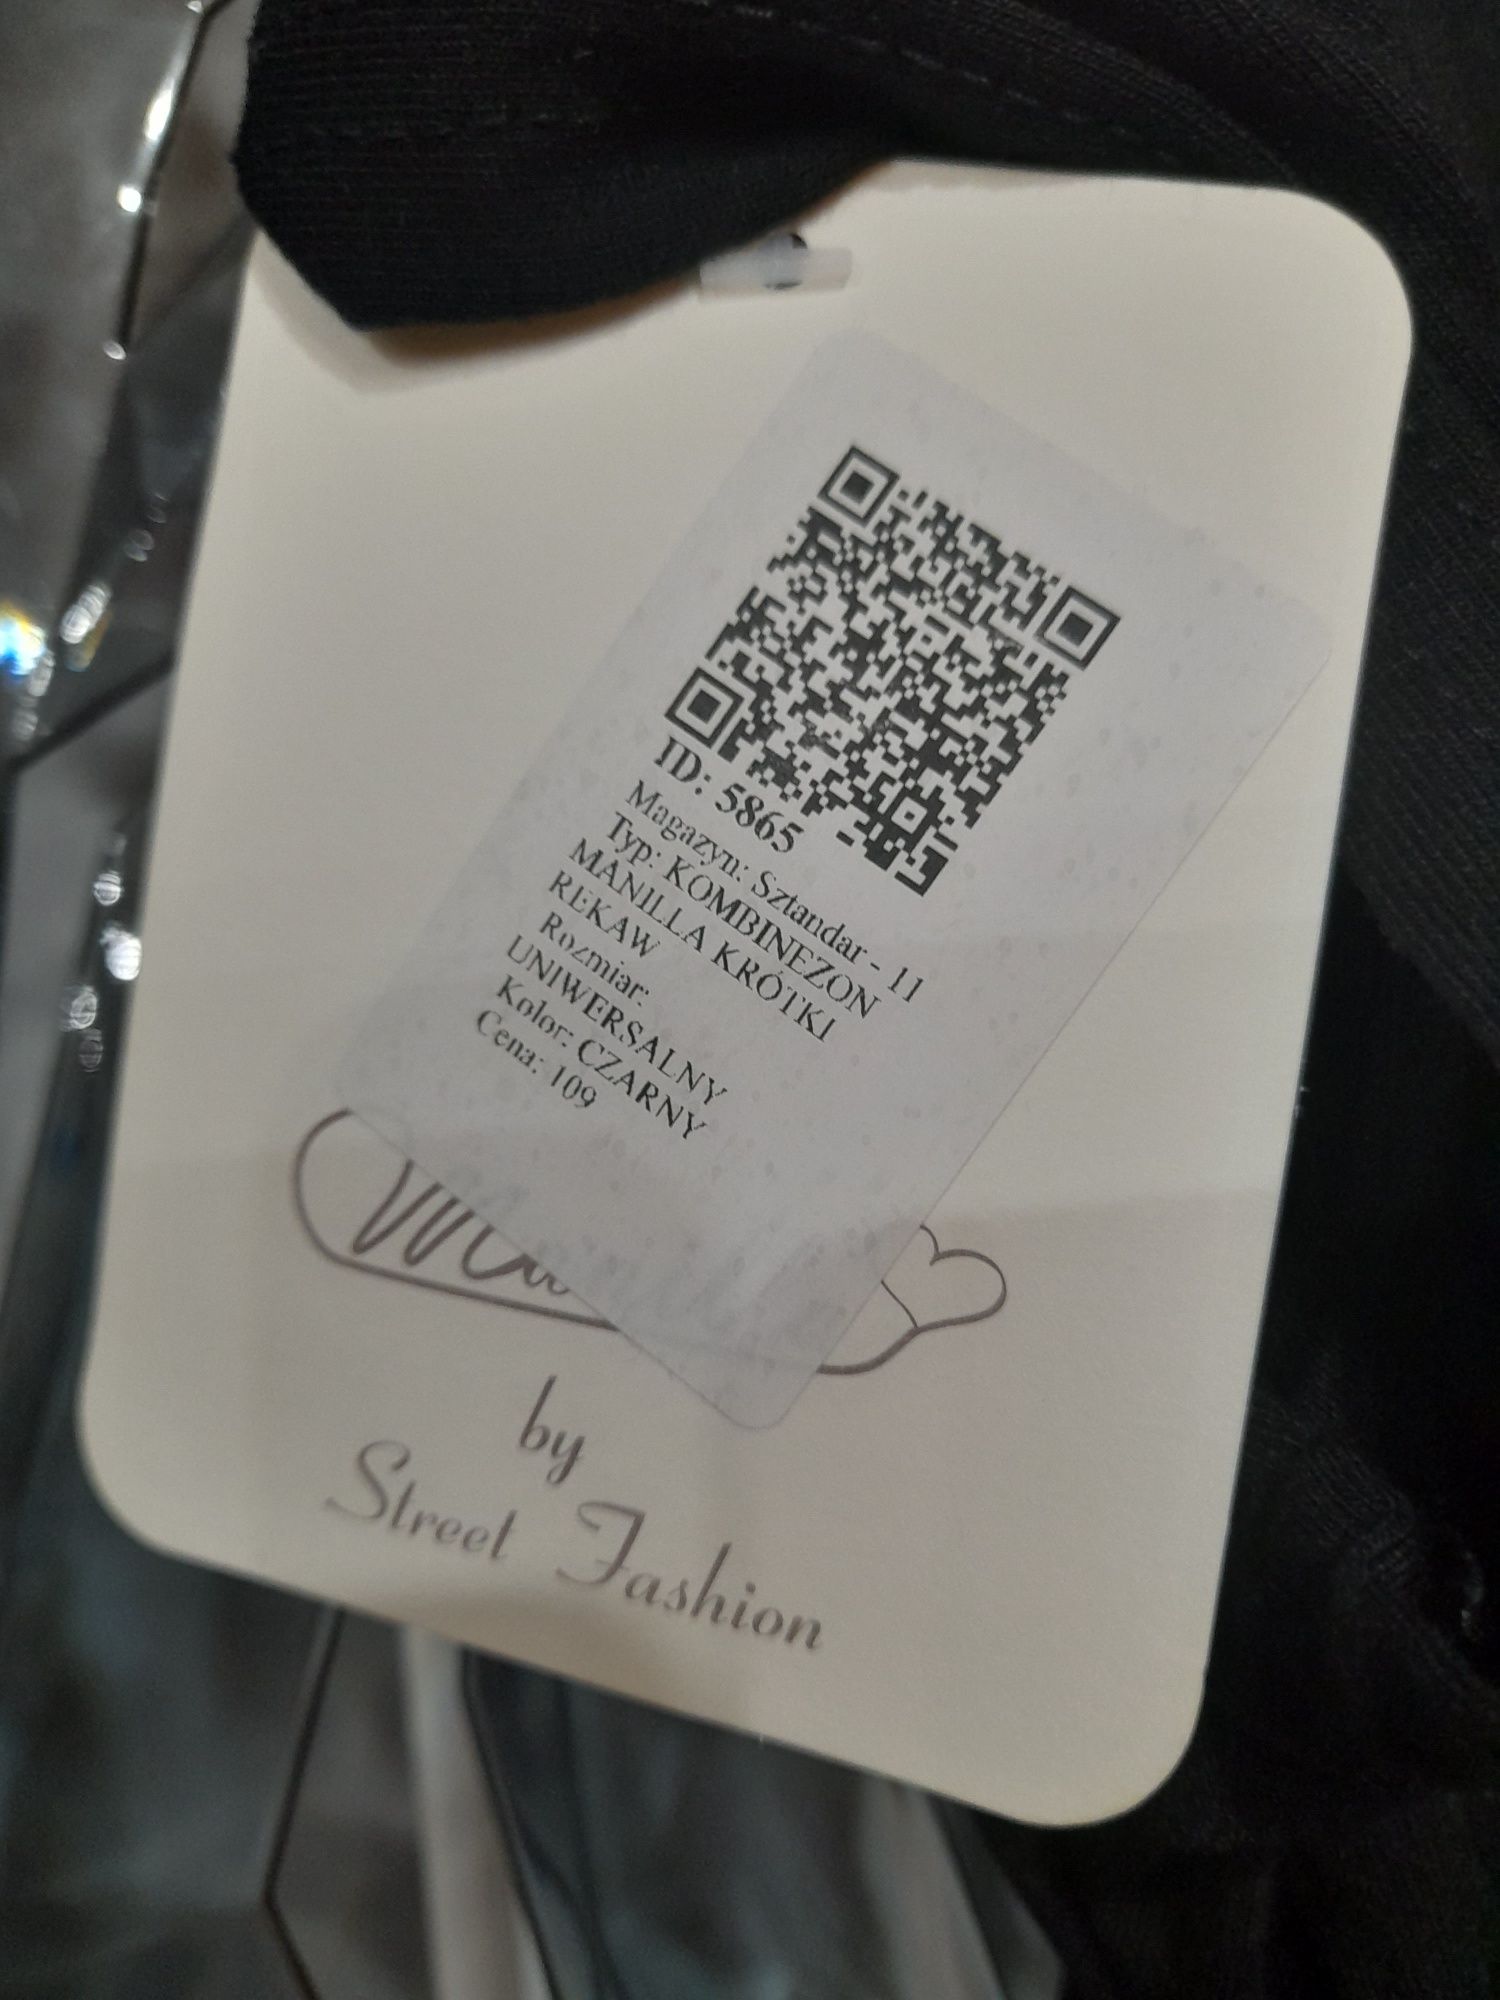 ID: 5865
Magazyn: Sztandar - 11
Typ: KOMBINEZON
MANILLA KRÓTKI
REKAW
Rozmiar:
UNIWERSALNY
Kolor: CZARNY
Cena: 109
by
Street Fashion